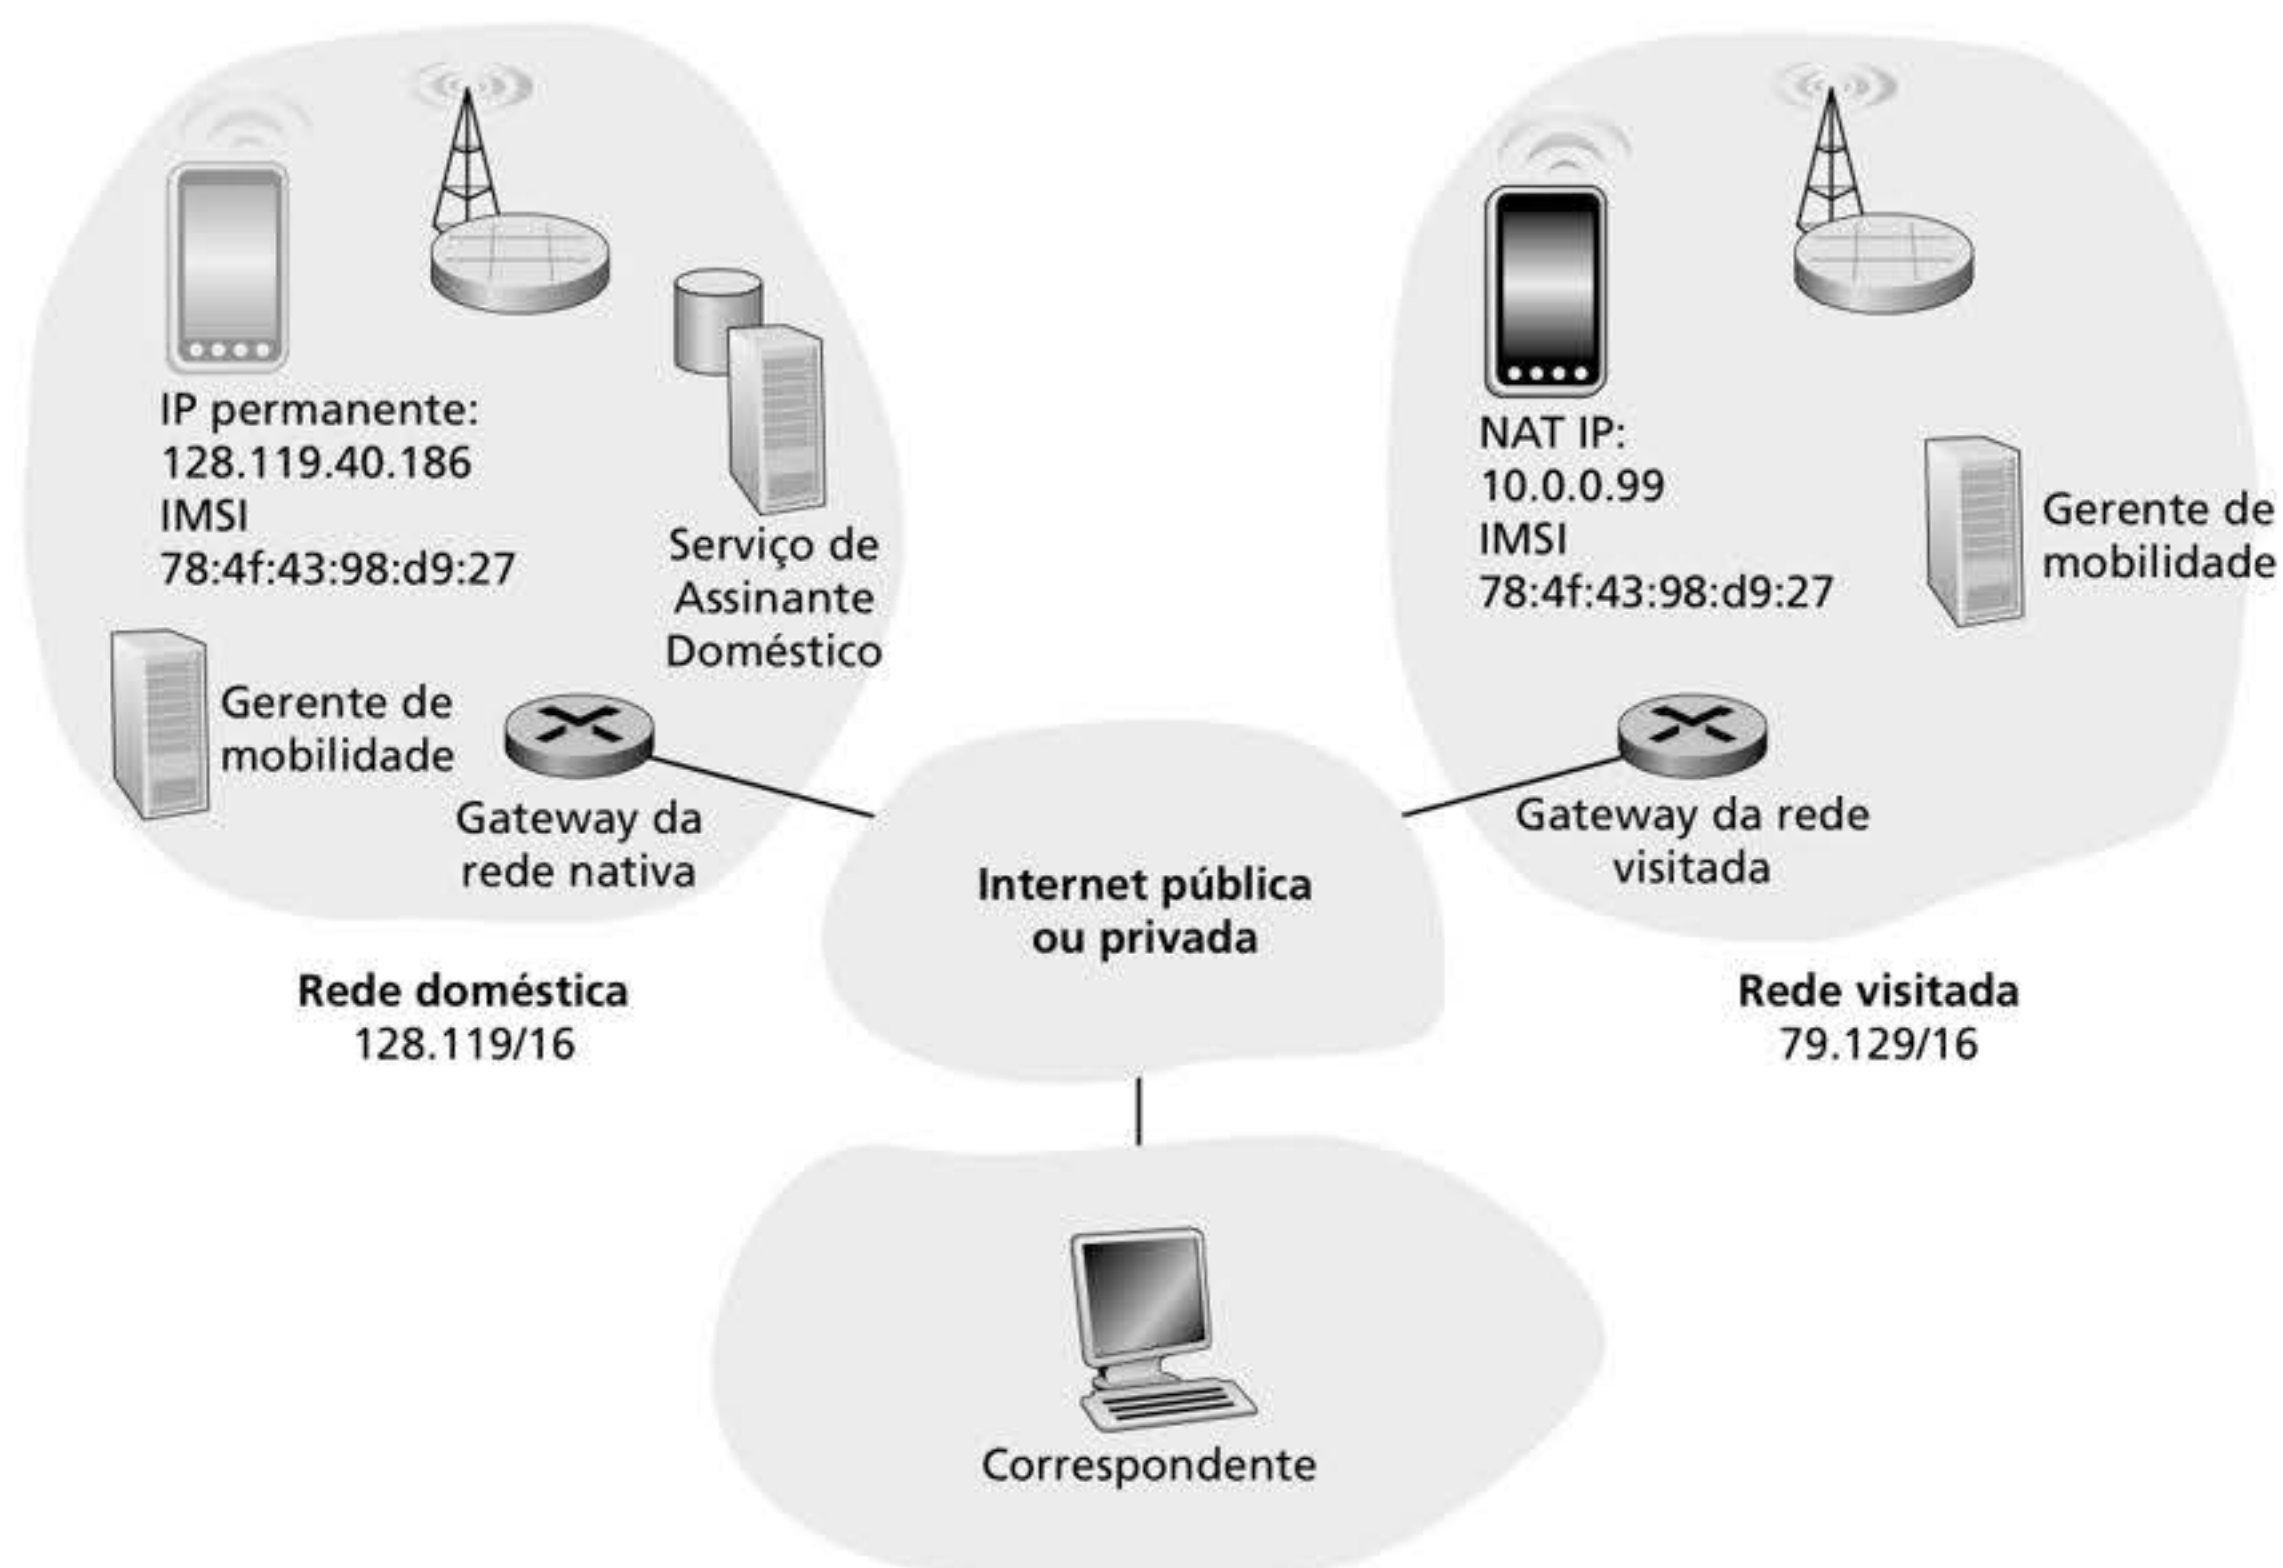 IP permanente:
128.119.40.186
IMSI
78:4f:43:98:d9:27
Serviço de
Assinante
Doméstico
Gerente de
mobilidade
Gateway da
rede nativa
Rede doméstica
128.119/16
NAT IP:
10.0.0.99
IMSI
78:4f:43:98:d9:27
Gerente de
mobilidade
Gateway da rede
visitada
Rede visitada
79.129/16
Internet pública
ou privada
Correspondente